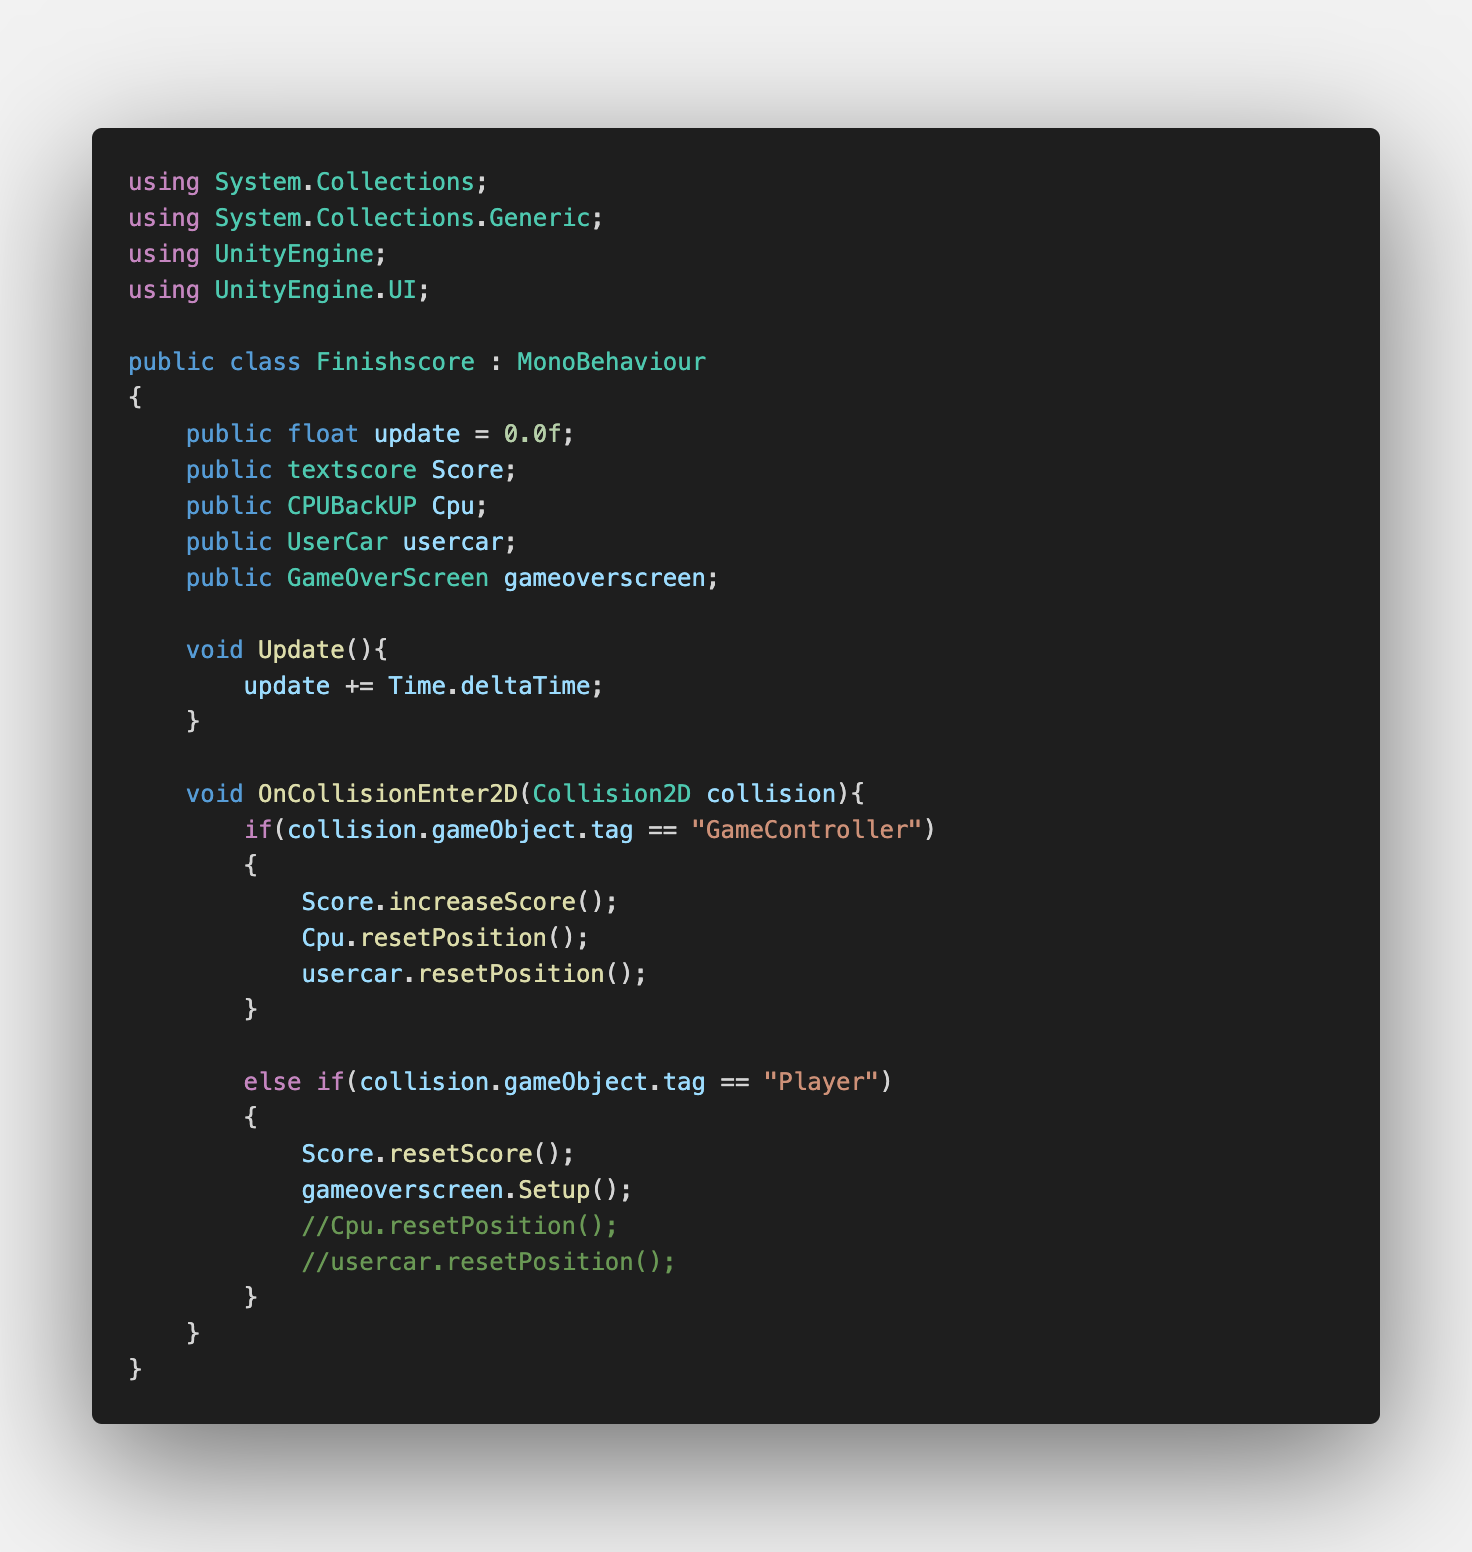 using System.Collections;
using System.Collections.Generic;
using UnityEngine;
using UnityEngine.UI;

public class Finishscore : MonoBehaviour
{
    public float update = 0.0f;
    public textscore Score;
    public CPUBackUP Cpu;
    public UserCar usercar;
    public GameOverScreen gameoverscreen;

    void Update(){
        update += Time.deltaTime;
    }

    void OnCollisionEnter2D(Collision2D collision){
        if(collision.gameObject.tag == "GameController")
        {
            Score.increaseScore();
            Cpu.resetPosition();
            usercar.resetPosition();
        }

        else if(collision.gameObject.tag == "Player")
        {
            Score.resetScore();
            gameoverscreen.Setup();
            //Cpu.resetPosition();
            //usercar.resetPosition();
        }
    }
}